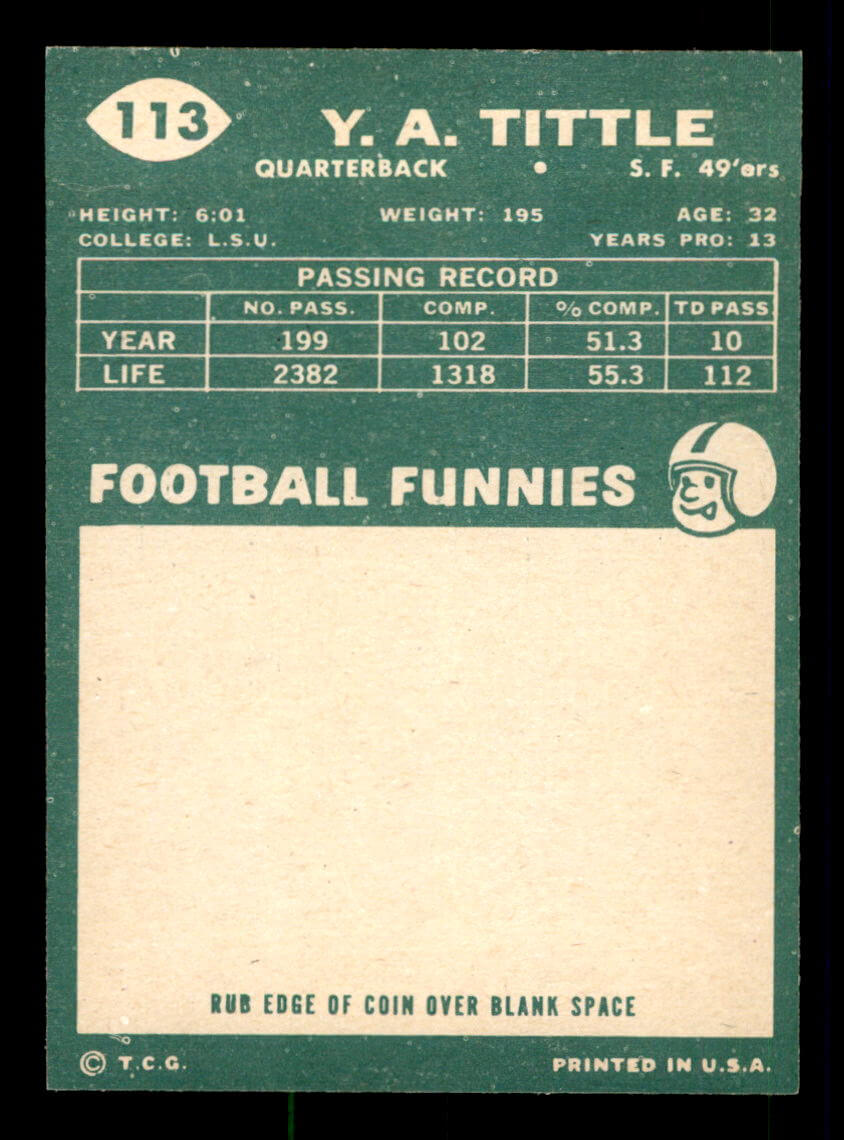 113
Y. A. TITTLE
QUARTERBACK • S. F. 49'ers
HEIGHT: 6:01 WEIGHT: 195 AGE: 32
COLLEGE: L.S.U. YEARS PRO: 13
PASSING RECORD
NO. PASS. COMP. % COMP. TD PASS
YEAR 199 102 51.3 10
LIFE 2382 1318 55.3 112
FOOTBALL FUNNIES
RUB EDGE OF COIN OVER BLANK SPACE
© T.C.G. PRINTED IN U.S.A.